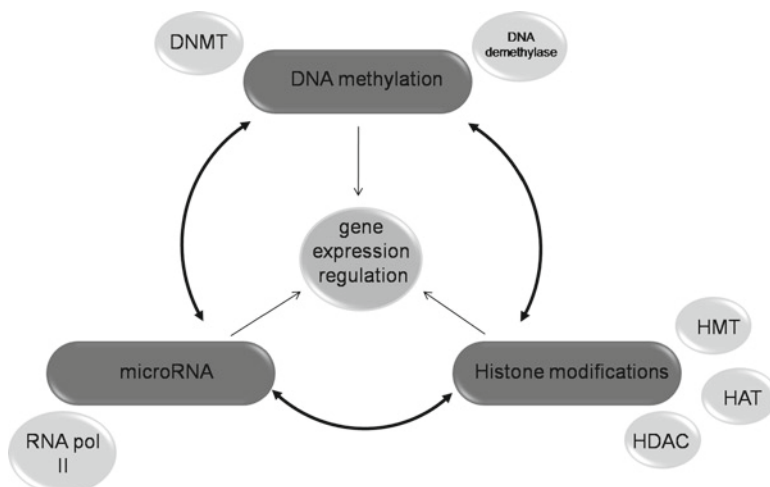 DNMT
DNA
demethylase
DNA methylation
gene
expression
regulation
HMT
microRNA
Histone modifications
HAT
RNA pol
II
HDAC